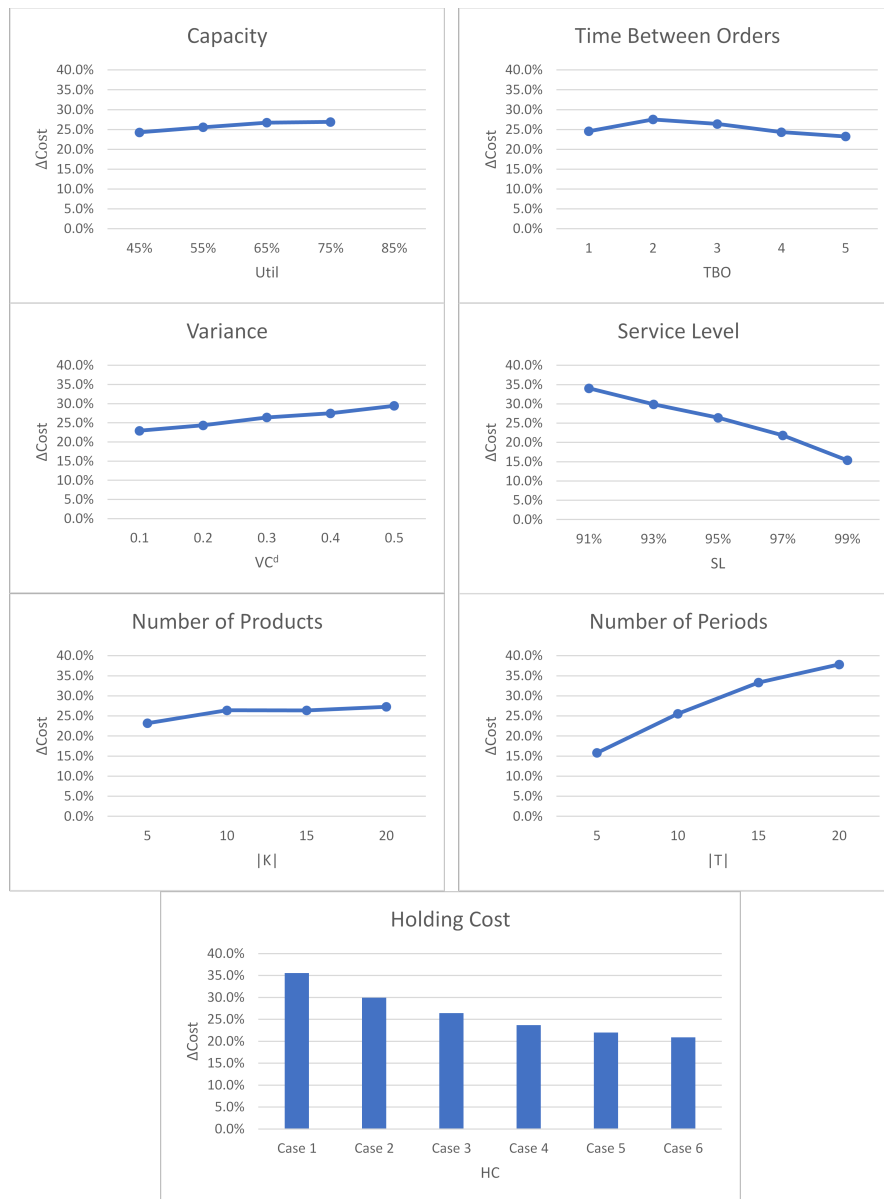 Capacity
40.0%
35.0%
30.0%
25.0%
20.0%
15.0%
10.0%
5.0%
0.0%
ΔCost
45% 55% 65% 75% 85%
Util
Time Between Orders
40.0%
35.0%
30.0%
25.0%
20.0%
15.0%
10.0%
5.0%
0.0%
ΔCost
1 2 3 4 5
TBO
Variance
40.0%
35.0%
30.0%
25.0%
20.0%
15.0%
10.0%
5.0%
0.0%
ΔCost
0.1 0.2 0.3 0.4 0.5
VCᵈ
Service Level
40.0%
35.0%
30.0%
25.0%
20.0%
15.0%
10.0%
5.0%
0.0%
ΔCost
91% 93% 95% 97% 99%
SL
Number of Products
40.0%
35.0%
30.0%
25.0%
20.0%
15.0%
10.0%
5.0%
0.0%
ΔCost
5 10 15 20
|K|
Number of Periods
40.0%
35.0%
30.0%
25.0%
20.0%
15.0%
10.0%
5.0%
0.0%
ΔCost
5 10 15 20
|T|
Holding Cost
40.0%
35.0%
30.0%
25.0%
20.0%
15.0%
10.0%
5.0%
0.0%
ΔCost
Case 1 Case 2 Case 3 Case 4 Case 5 Case 6
HC